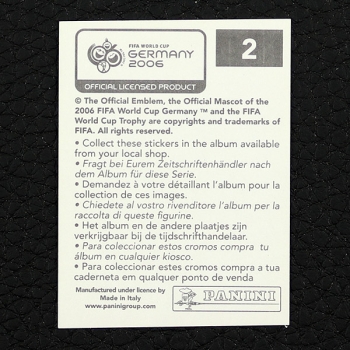 FIFA WORLD CUP
GERMANY
2006
2
OFFICIAL LICENSED PRODUCT
© The Official Emblem, the Official Mascot of the
2006 FIFA World Cup Germany ™ and the FIFA
World Cup Trophy are copyrights and trademarks of
FIFA. All rights reserved.
• Collect these stickers in the album available
from your local shop.
• Fragt bei Eurem Zeitschriftenhändler nach
dem Album für diese Serie.
• Demandez à votre détaillant l'album pour la
collection de ces images.
• Chiedete al vostro rivenditore l'album per la
raccolta di queste figurine.
• Het album en de andere plaatjes zijn
verkrijgbaar bij de tijdschrifthandelaar.
• Para coleccionar estos cromos compra tu
álbum en cualquier kiosco.
• Para coleccionar estes cromos compra a tua
caderneta em qualquer ponto de venda
Manufactured under licence by
Made in Italy
www.paninigroup.com
PANINI